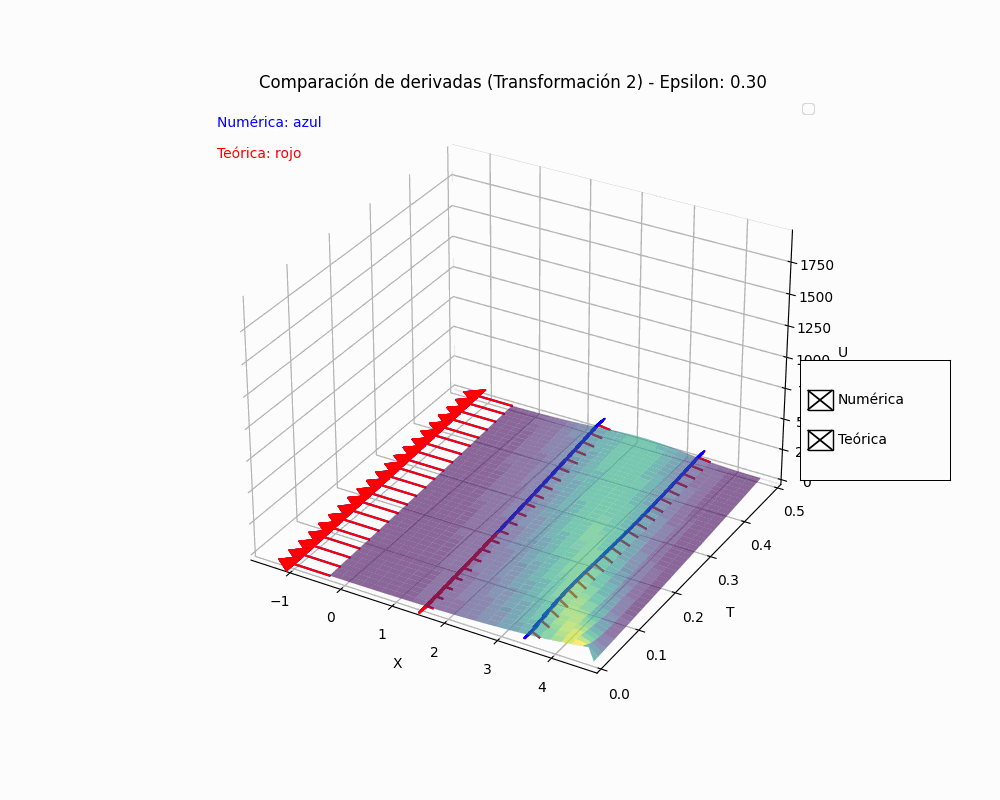 Comparación de derivadas (Transformación 2) - Epsilon: 0.30
Numérica: azul
Teórica: rojo
1750
1500
1250
1000
U
Numérica
Teórica
0
0.5
0.4
0.3
0.2
0.1
0.0
T
−1
0
1
2
3
4
X